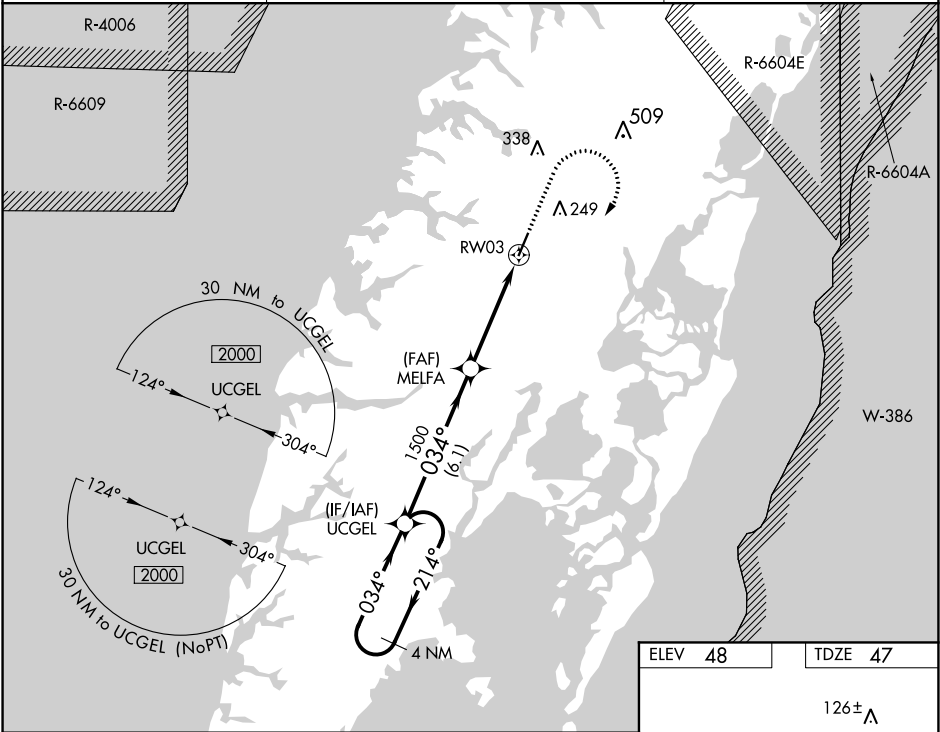 R-4006
R-6609
R-6604E
R-6604A
338
509
249
RW03
30 NM to UCGEL
2000
UCGEL
124°
304°
(FAF)
MELFA
W-386
1500
034°
(6.1)
(IF/IAF)
UCGEL
124°
304°
UCGEL
2000
30 NM to UCGEL (NoPT)
034°
214°
4 NM
ELEV 48
TDZE 47
126±